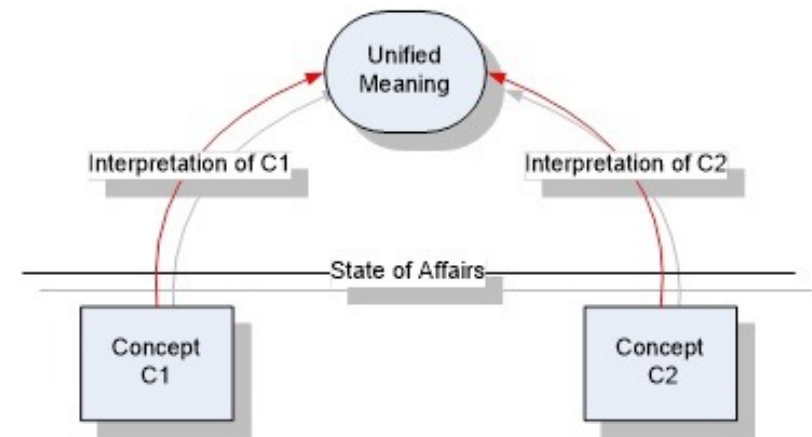 Unified
Meaning
Interpretation of C1
Interpretation of C2
State of Affairs
Concept
C1
Concept
C2